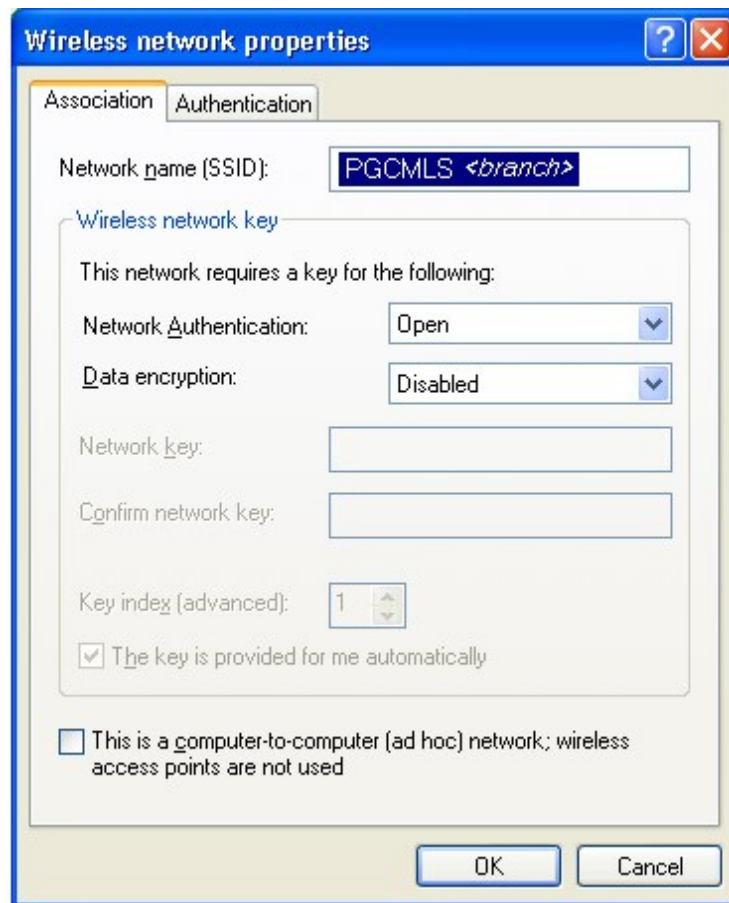 Wireless network properties
Association
Authentication
Network name (SSID):
PGCMLS <branch>
Wireless network key
This network requires a key for the following:
Network Authentication:
Open
Data encryption:
Disabled
Network key:
Confirm network key:
Key index (advanced):
1
The key is provided for me automatically
This is a computer-to-computer (ad hoc) network; wireless
access points are not used
OK
Cancel